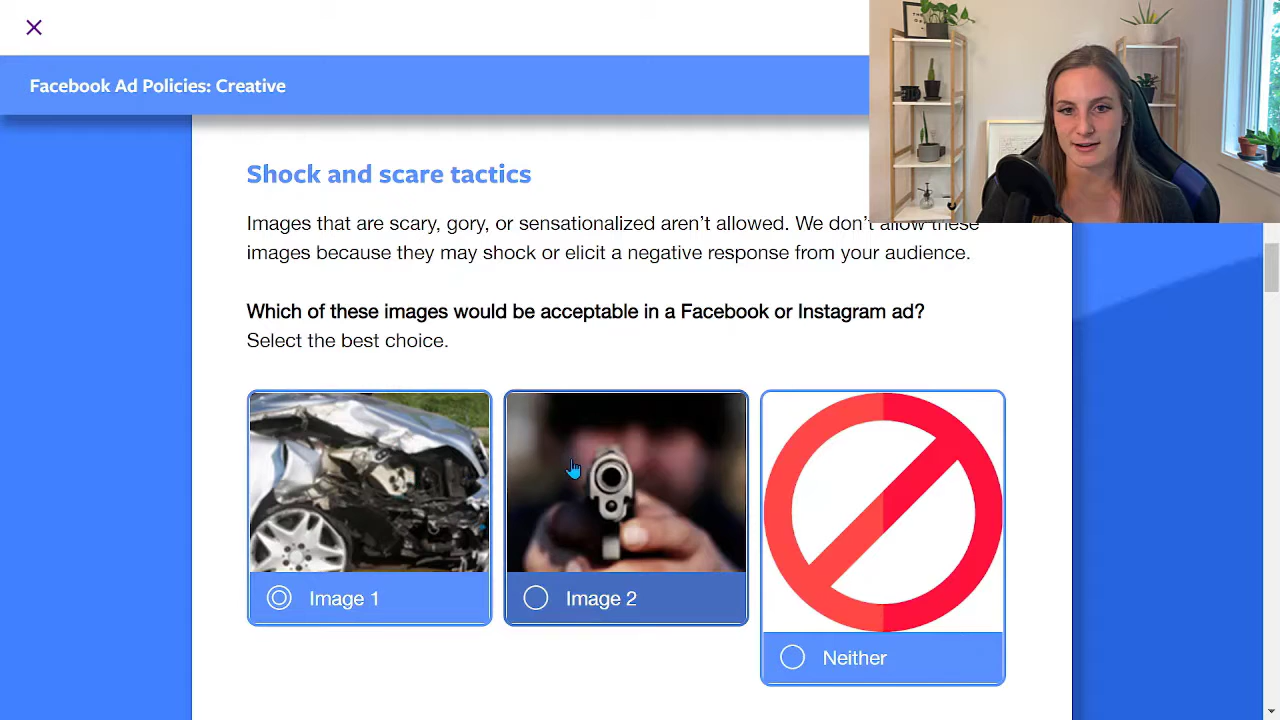 Facebook Ad Policies: Creative
Shock and scare tactics
Images that are scary, gory, or sensationalized aren't allowed. We don't allow these
images because they may shock or elicit a negative response from your audience.
Which of these images would be acceptable in a Facebook or Instagram ad?
Select the best choice.
Image 1
Image 2
Neither